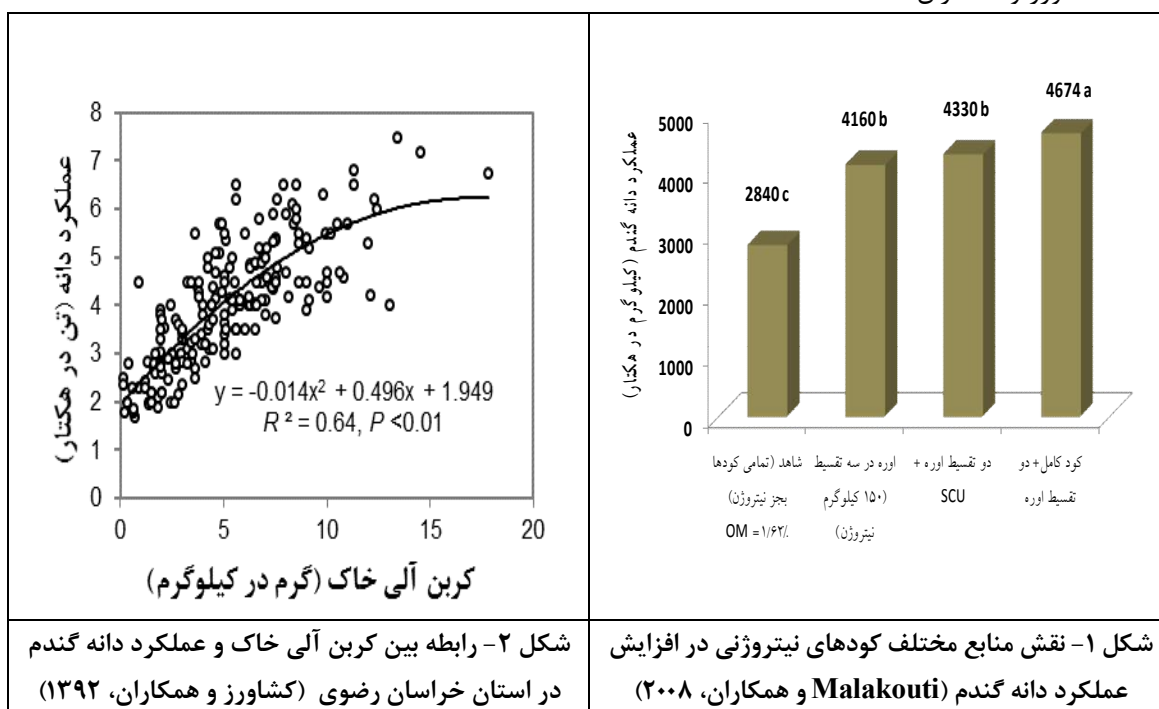 4674 a
4330 b
4160 b
2840 c
عملکرد دانه گندم (کیلوگرم در هکتار)
5000
4000
3000
2000
1000
0
شاهد (تمامی کودها
بجز نیتروژن)
OM =۱/۶۲٪
اوره در سه تقسیط
(۱۵۰ کیلوگرم
نیتروژن)
دو تقسیط اوره +
SCU
کود کامل+ دو
تقسیط اوره
شکل ۱- نقش منابع مختلف کودهای نیتروژنی در افزایش
عملکرد دانه گندم (Malakouti و همکاران، ۲۰۰۸)
عملکرد دانه (تن در هکتار)
8
7
6
5
4
3
2
1
0
y = -0.014x² + 0.496x + 1.949
R² = 0.64, P <0.01
0 5 10 15 20
کربن آلی خاک (گرم در کیلوگرم)
شکل ۲- رابطه بین کربن آلی خاک و عملکرد دانه گندم
در استان خراسان رضوی (کشاورز و همکاران، ۱۳۹۲)